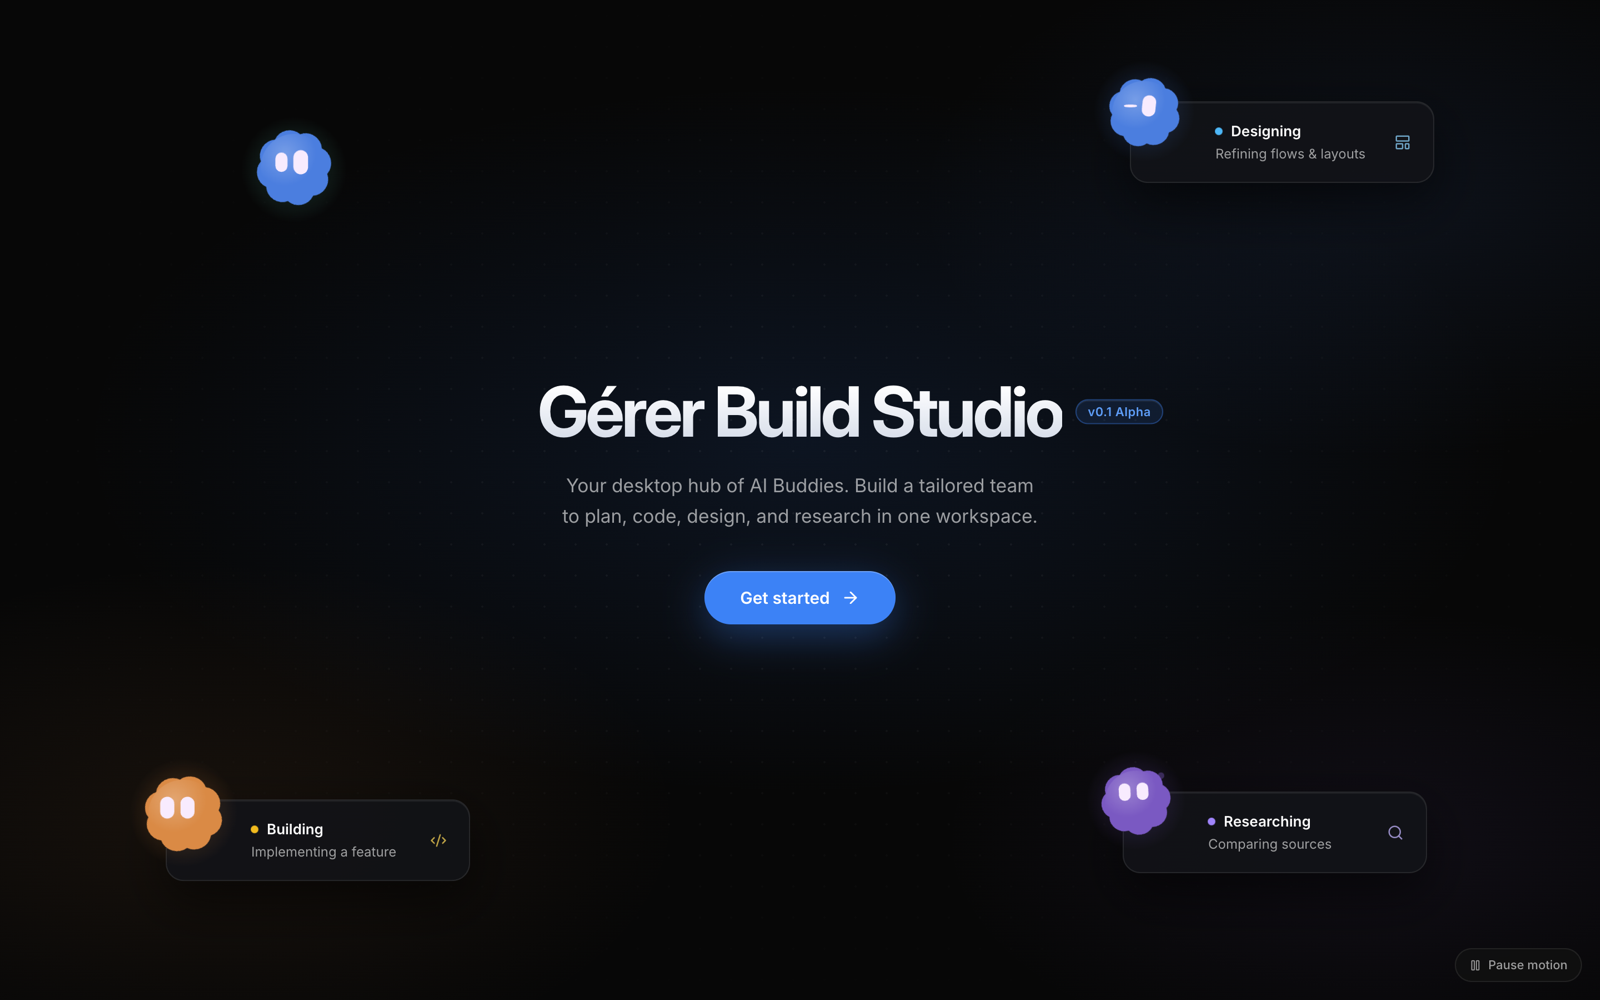 Designing
Refining flows & layouts
Gérer Build Studio
v0.1 Alpha
Your desktop hub of AI Buddies. Build a tailored team
to plan, code, design, and research in one workspace.
Get started
Building
Implementing a feature
Researching
Comparing sources
Pause motion